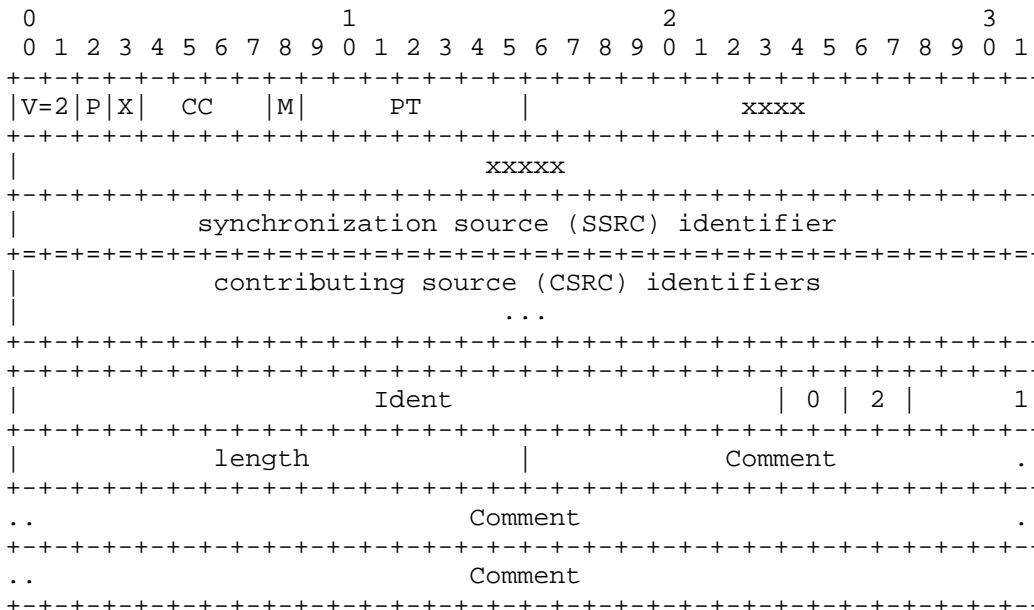 0                   1                   2                   3
0 1 2 3 4 5 6 7 8 9 0 1 2 3 4 5 6 7 8 9 0 1 2 3 4 5 6 7 8 9 0 1
+-+-+-+-+-+-+-+-+-+-+-+-+-+-+-+-+-+-+-+-+-+-+-+-+-+-+-+-+-+-+-+-
|V=2|P|X|  CC   |M|     PT      |             xxxx
+-+-+-+-+-+-+-+-+-+-+-+-+-+-+-+-+-+-+-+-+-+-+-+-+-+-+-+-+-+-+-+-
|                             xxxxx
+-+-+-+-+-+-+-+-+-+-+-+-+-+-+-+-+-+-+-+-+-+-+-+-+-+-+-+-+-+-+-+-
|           synchronization source (SSRC) identifier
+=+=+=+=+=+=+=+=+=+=+=+=+=+=+=+=+=+=+=+=+=+=+=+=+=+=+=+=+=+=+=+=
|            contributing source (CSRC) identifiers
|                              ...
+-+-+-+-+-+-+-+-+-+-+-+-+-+-+-+-+-+-+-+-+-+-+-+-+-+-+-+-+-+-+-+-
+-+-+-+-+-+-+-+-+-+-+-+-+-+-+-+-+-+-+-+-+-+-+-+-+-+-+-+-+-+-+-+-
|                      Ident                    | 0 | 2 |      1
+-+-+-+-+-+-+-+-+-+-+-+-+-+-+-+-+-+-+-+-+-+-+-+-+-+-+-+-+-+-+-+-
|            length             |            Comment           .
+-+-+-+-+-+-+-+-+-+-+-+-+-+-+-+-+-+-+-+-+-+-+-+-+-+-+-+-+-+-+-+-
..                           Comment                           .
+-+-+-+-+-+-+-+-+-+-+-+-+-+-+-+-+-+-+-+-+-+-+-+-+-+-+-+-+-+-+-+-
..                           Comment
+-+-+-+-+-+-+-+-+-+-+-+-+-+-+-+-+-+-+-+-+-+-+-+-+-+-+-+-+-+-+-+-